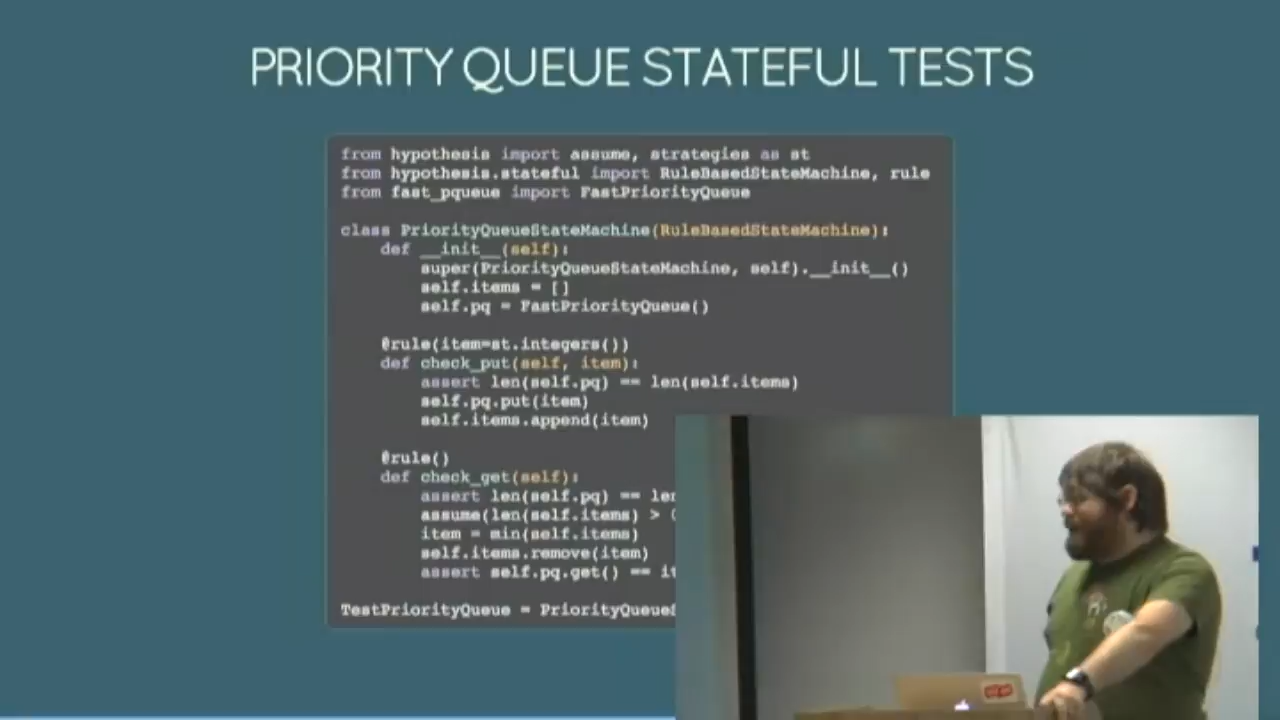 PRIORITY QUEUE STATEFUL TESTS
from hypothesis import assume, strategies as st
from hypothesis.stateful import RuleBasedStateMachine, rule
from fast_pqueue import FastPriorityQueue
class PriorityQueueStateMachine(RuleBasedStateMachine):
def __init__(self):
super(PriorityQueueStateMachine, self).__init__()
self.items = []
self.pq = FastPriorityQueue()
@rule(item=st.integers())
def check_put(self, item):
assert len(self.pq) == len(self.items)
self.pq.put(item)
self.items.append(item)
@rule()
def check_get(self):
assert len(self.pq) == len
assume(len(self.items) >
item = min(self.items)
self.items.remove(item)
assert self.pq.get() == it
TestPriorityQueue = PriorityQueue